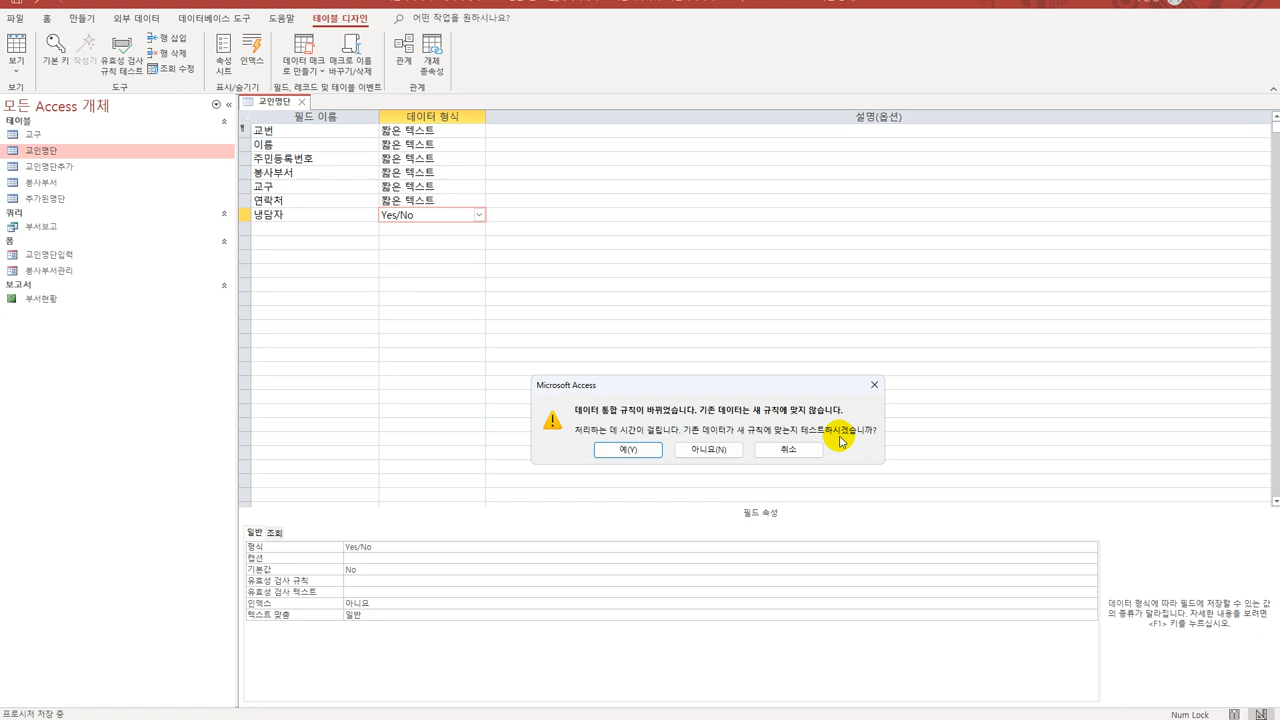 파일 홈 만들기 외부 데이터 데이터베이스 도구 도움말 테이블 디자인 어떤 작업을 원하시나요?
보기
기본 키
작성기
유효성 검사
규칙 테스트
행 삽입
행 삭제
조회 수정
속성
시트
인덱스
데이터 매크
로 만들기
매크로 이름
바꾸기/삭제
관계
개체
종속성
보기 도구 표시/숨기기 필드, 레코드 및 테이블 이벤트 관계
모든 Access 개체
테이블
교구
교인명단
교인명단추가
봉사부서
추가된명단
쿼리
부서보고
폼
교인명단입력
봉사부서관리
보고서
부서현황
교인명단
필드 이름 데이터 형식 설명(옵션)
교번 짧은 텍스트
이름 짧은 텍스트
주민등록번호 짧은 텍스트
봉사부서 짧은 텍스트
교구 짧은 텍스트
연락처 짧은 텍스트
냉담자 Yes/No
Microsoft Access
데이터 통합 규칙이 바뀌었습니다. 기존 데이터는 새 규칙에 맞지 않습니다.
처리하는 데 시간이 걸립니다. 기존 데이터가 새 규칙에 맞는지 테스트하시겠습니까?
예(Y) 아니요(N) 취소
필드 속성
일반 조회
형식 Yes/No
캡션
기본값 No
유효성 검사 규칙
유효성 검사 텍스트
인덱스 아니요
텍스트 맞춤 일반
데이터 형식에 따라 필드에 저장할 수 있는 값
의 종류가 달라집니다. 자세한 내용을 보려면
<F1> 키를 누르십시오.
프로시저 저장 중
Num Lock